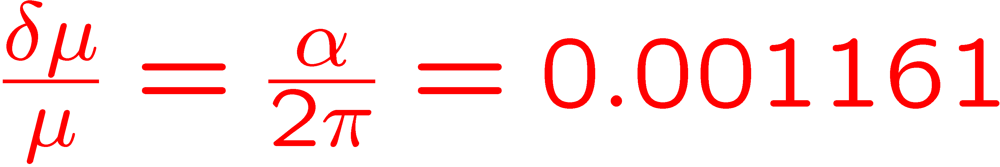 δμ/μ = α/2π = 0.001161